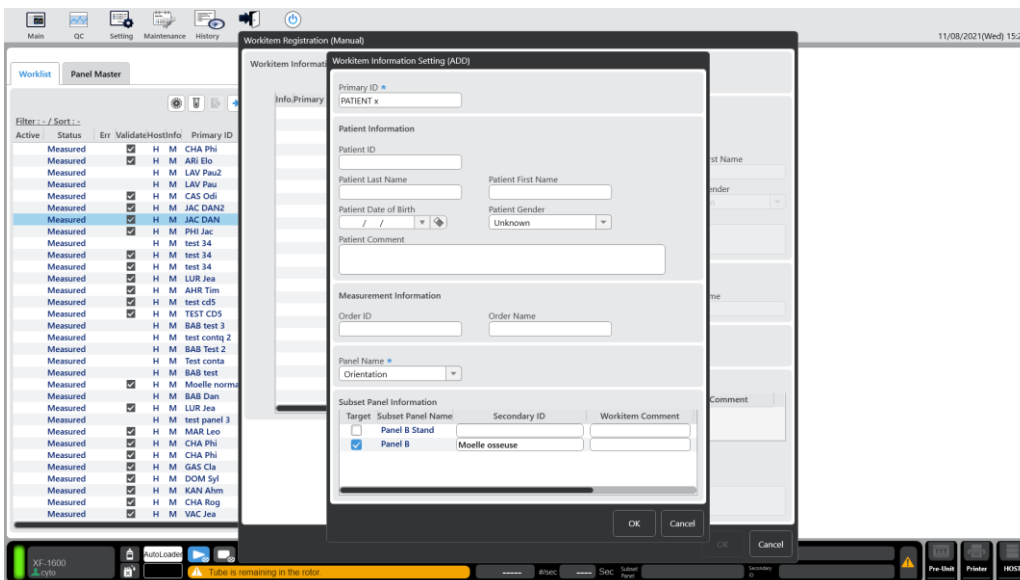 Main QC Setting Maintenance History
11/08/2021(Wed) 15:2
Workitem Registration (Manual)
Workitem Informati
Info.Primary
Workitem Information Setting (ADD)
Primary ID *
PATIENT x
Patient Information
Patient ID
Patient Last Name Patient First Name
Patient Date of Birth Patient Gender
/ / Unknown
Patient Comment
Measurement Information
Order ID Order Name
Panel Name *
Orientation
Subset Panel Information
Target Subset Panel Name Secondary ID Workitem Comment
Panel B Stand
Panel B Moelle osseuse
OK Cancel
rst Name
ender
n
me
Comment
OK Cancel
Worklist Panel Master
Filter : - / Sort : -
Active Status Err Validate Host Info Primary ID
Measured H M CHA Phi
Measured H M ARi Elo
Measured H M LAV Pau2
Measured H M LAV Pau
Measured H M CAS Odi
Measured H M JAC DAN2
Measured H M JAC DAN
Measured H M PHI Jac
Measured H M test 34
Measured H M test 34
Measured H M test 34
Measured H M LUR Jea
Measured H M AHR Tim
Measured H M test cd5
Measured H M TEST CD5
Measured H M BAB test 3
Measured H M test contq 2
Measured H M BAB Test 2
Measured H M Test conta
Measured H M BAB test
Measured H M Moelle norma
Measured H M BAB Dan
Measured H M LUR Jea
Measured H M test panel 3
Measured H M MAR Leo
Measured H M CHA Phi
Measured H M CHA Phi
Measured H M GAS Cla
Measured H M DOM Syl
Measured H M KAN Ahm
Measured H M CHA Rog
Measured H M VAC Jea
XF-1600
cyto
AutoLoader
Tube is remaining in the rotor.
----- #/sec ---- Sec Subset Panel
Secondary ID
Pre-Unit Printer HOST